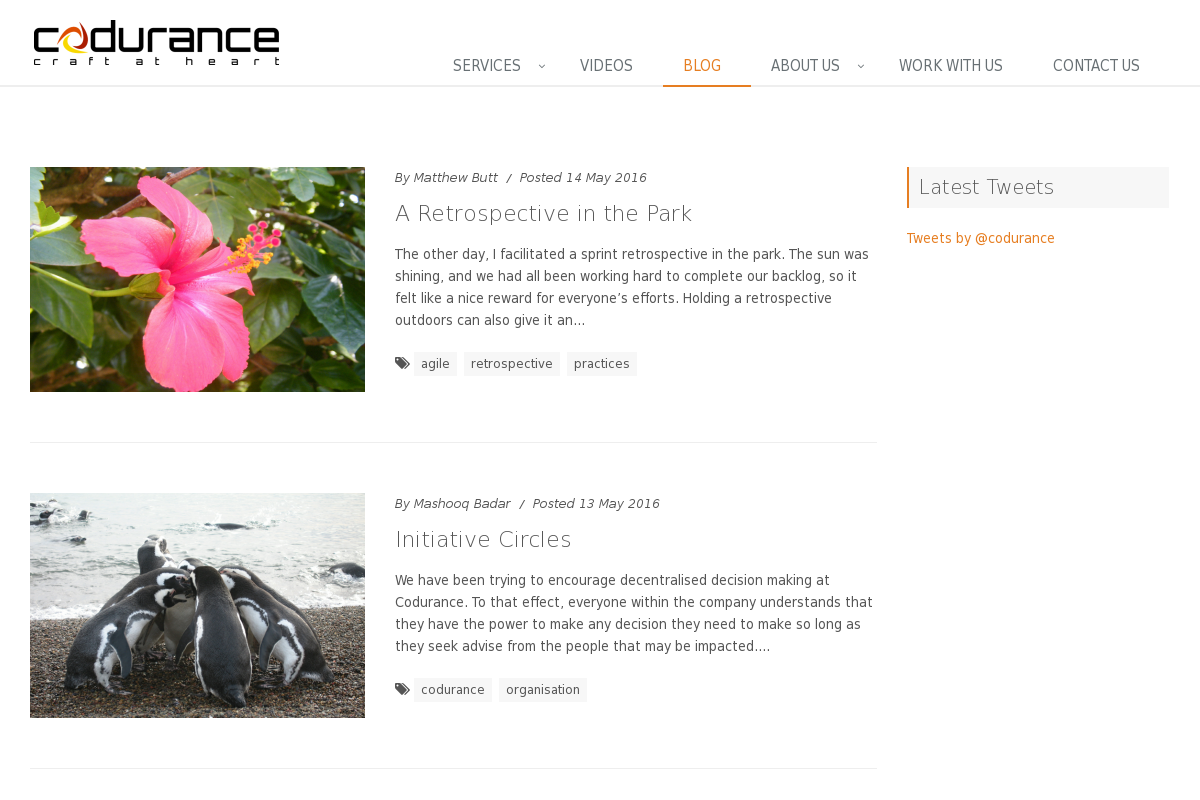 codurance
craft at heart
SERVICES VIDEOS BLOG ABOUT US WORK WITH US CONTACT US
By Matthew Butt / Posted 14 May 2016
A Retrospective in the Park
The other day, I facilitated a sprint retrospective in the park. The sun was
shining, and we had all been working hard to complete our backlog, so it
felt like a nice reward for everyone’s efforts. Holding a retrospective
outdoors can also give it an...
agile retrospective practices
By Mashooq Badar / Posted 13 May 2016
Initiative Circles
We have been trying to encourage decentralised decision making at
Codurance. To that effect, everyone within the company understands that
they have the power to make any decision they need to make so long as
they seek advise from the people that may be impacted....
codurance organisation
Latest Tweets
Tweets by @codurance